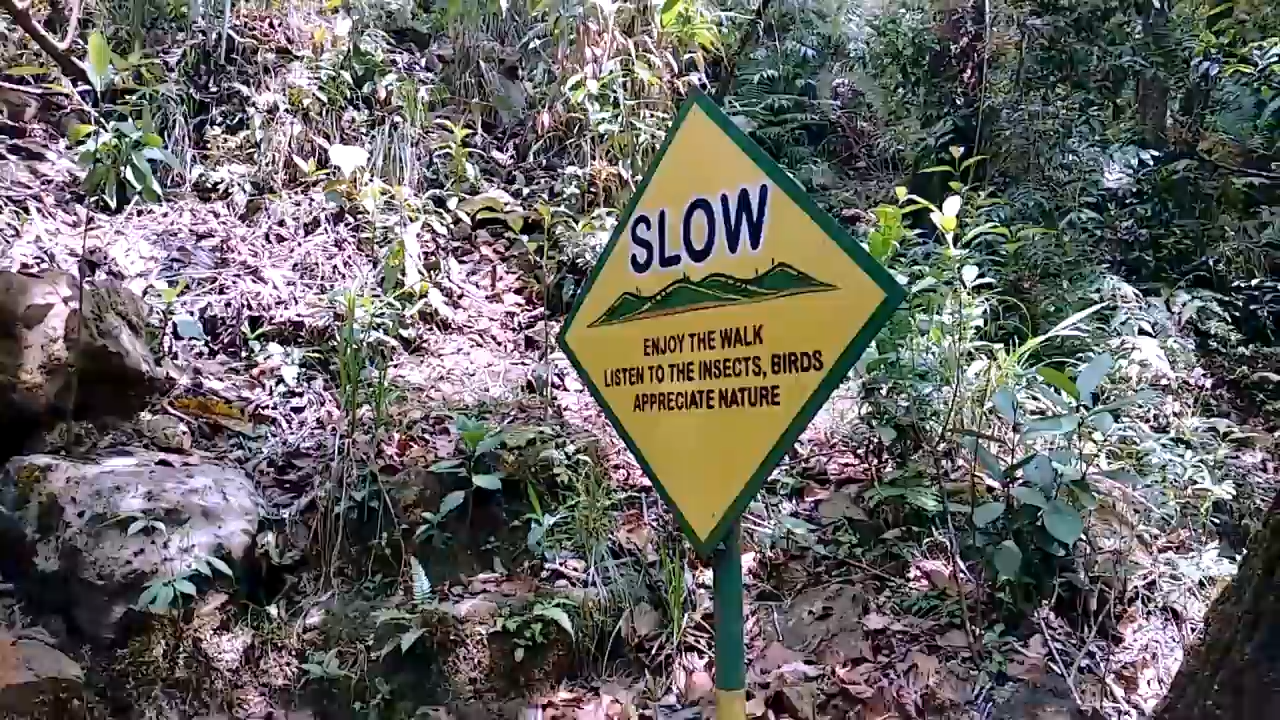 SLOW
ENJOY THE WALK
LISTEN TO THE INSECTS, BIRDS
APPRECIATE NATURE